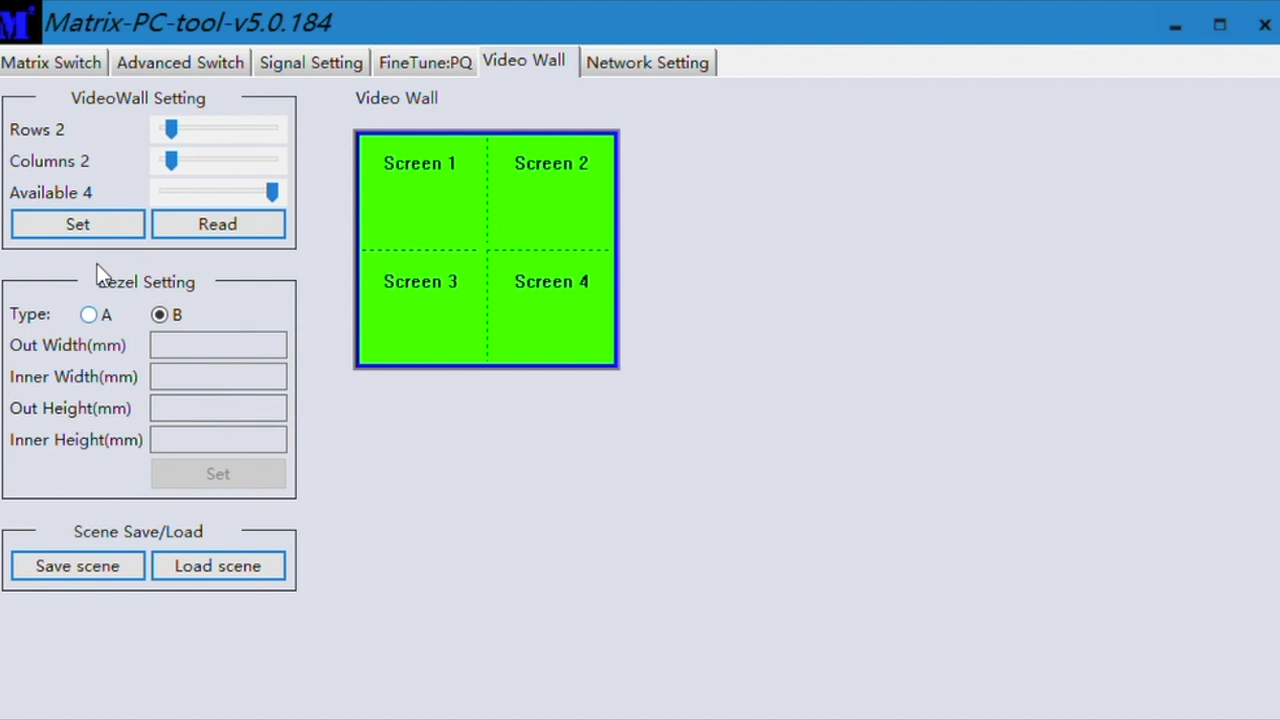 M Matrix-PC-tool-v5.0.184
Matrix Switch Advanced Switch Signal Setting FineTune:PQ Video Wall Network Setting
VideoWall Setting
Rows 2
Columns 2
Available 4
Set Read
Bezel Setting
Type: A B
Out Width(mm)
Inner Width(mm)
Out Height(mm)
Inner Height(mm)
Set
Scene Save/Load
Save scene Load scene
Video Wall
Screen 1 Screen 2
Screen 3 Screen 4